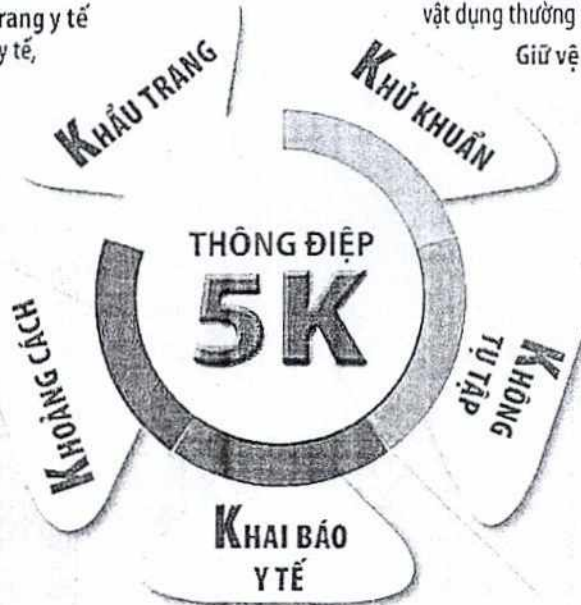 trang y tế
y tế,
vật dụng thường
Giữ vệ
KHẨU TRANG
KHỬ KHUẨN
THÔNG ĐIỆP
5K
KHOẢNG CÁCH
KHÔNG
TỤ TẬP
KHAI BÁO
Y TẾ